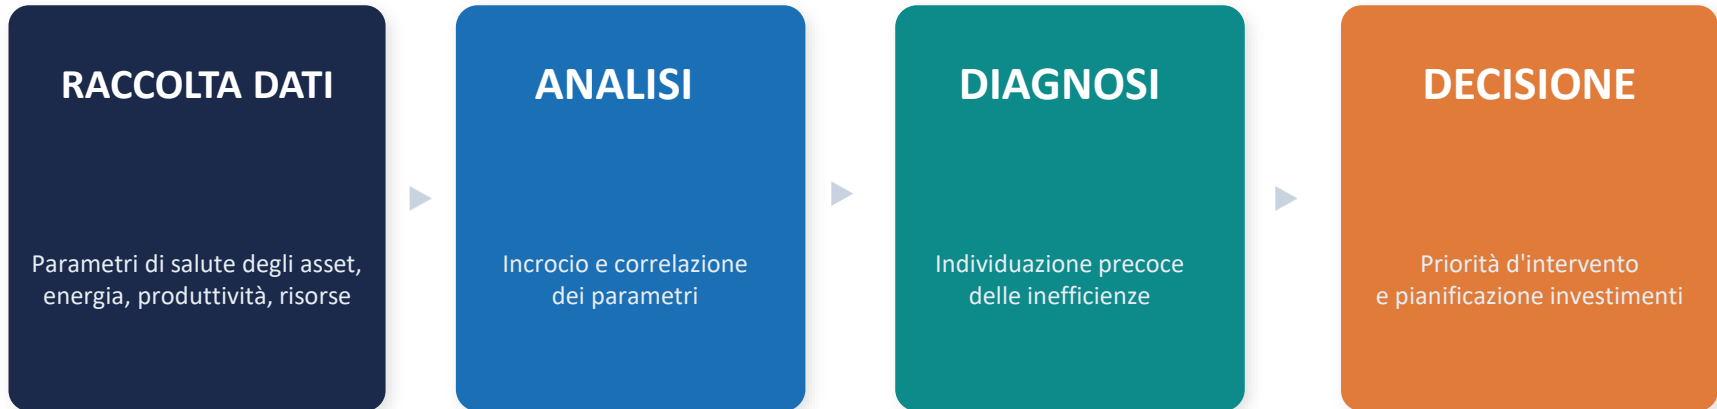 RACCOLTA DATI
Parametri di salute degli asset,
energia, produttività, risorse
ANALISI
Incrocio e correlazione
dei parametri
DIAGNOSI
Individuazione precoce
delle inefficienze
DECISIONE
Priorità d'intervento
e pianificazione investimenti